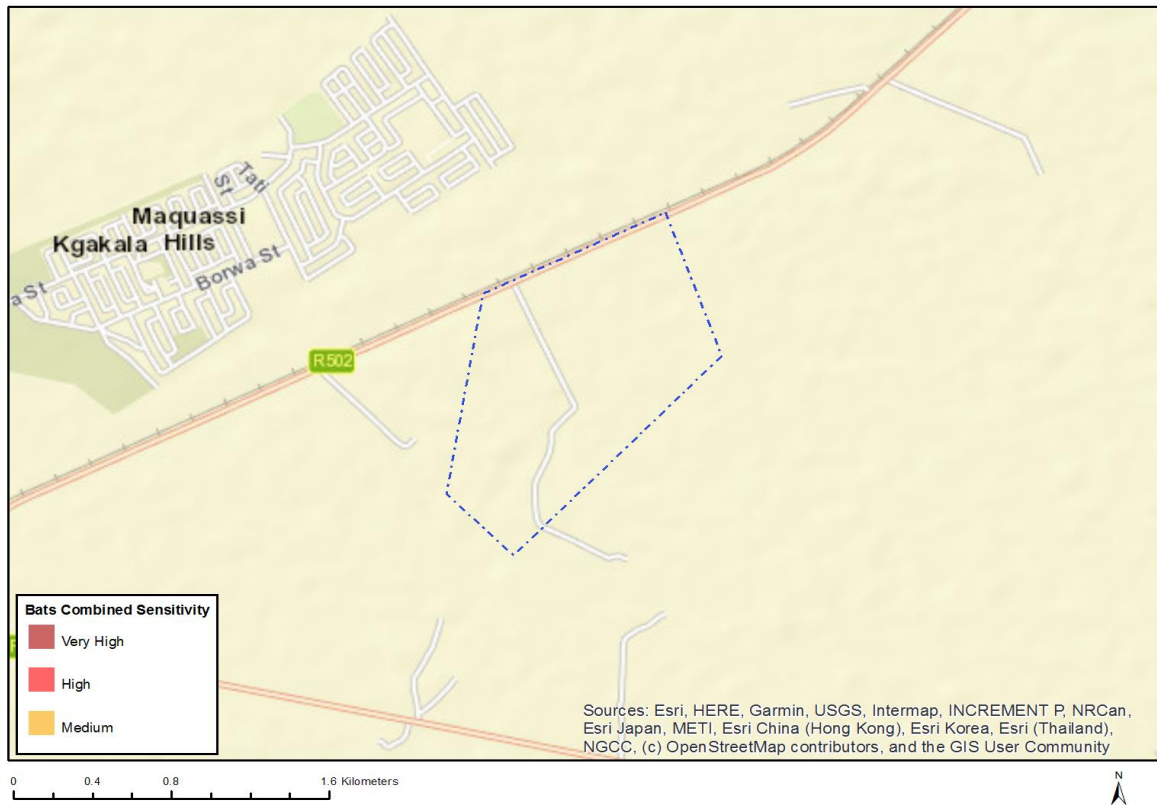 St
Tati
Maquassi
Kgakala Hills
Borwa St
a St
R502
Bats Combined Sensitivity
Very High
High
Medium
Sources: Esri, HERE, Garmin, USGS, Intermap, INCREMENT P, NRCan,
Esri Japan, METI, Esri China (Hong Kong), Esri Korea, Esri (Thailand),
NGCC, (c) OpenStreetMap contributors, and the GIS User Community
0 0.4 0.8 1.6 Kilometers
N